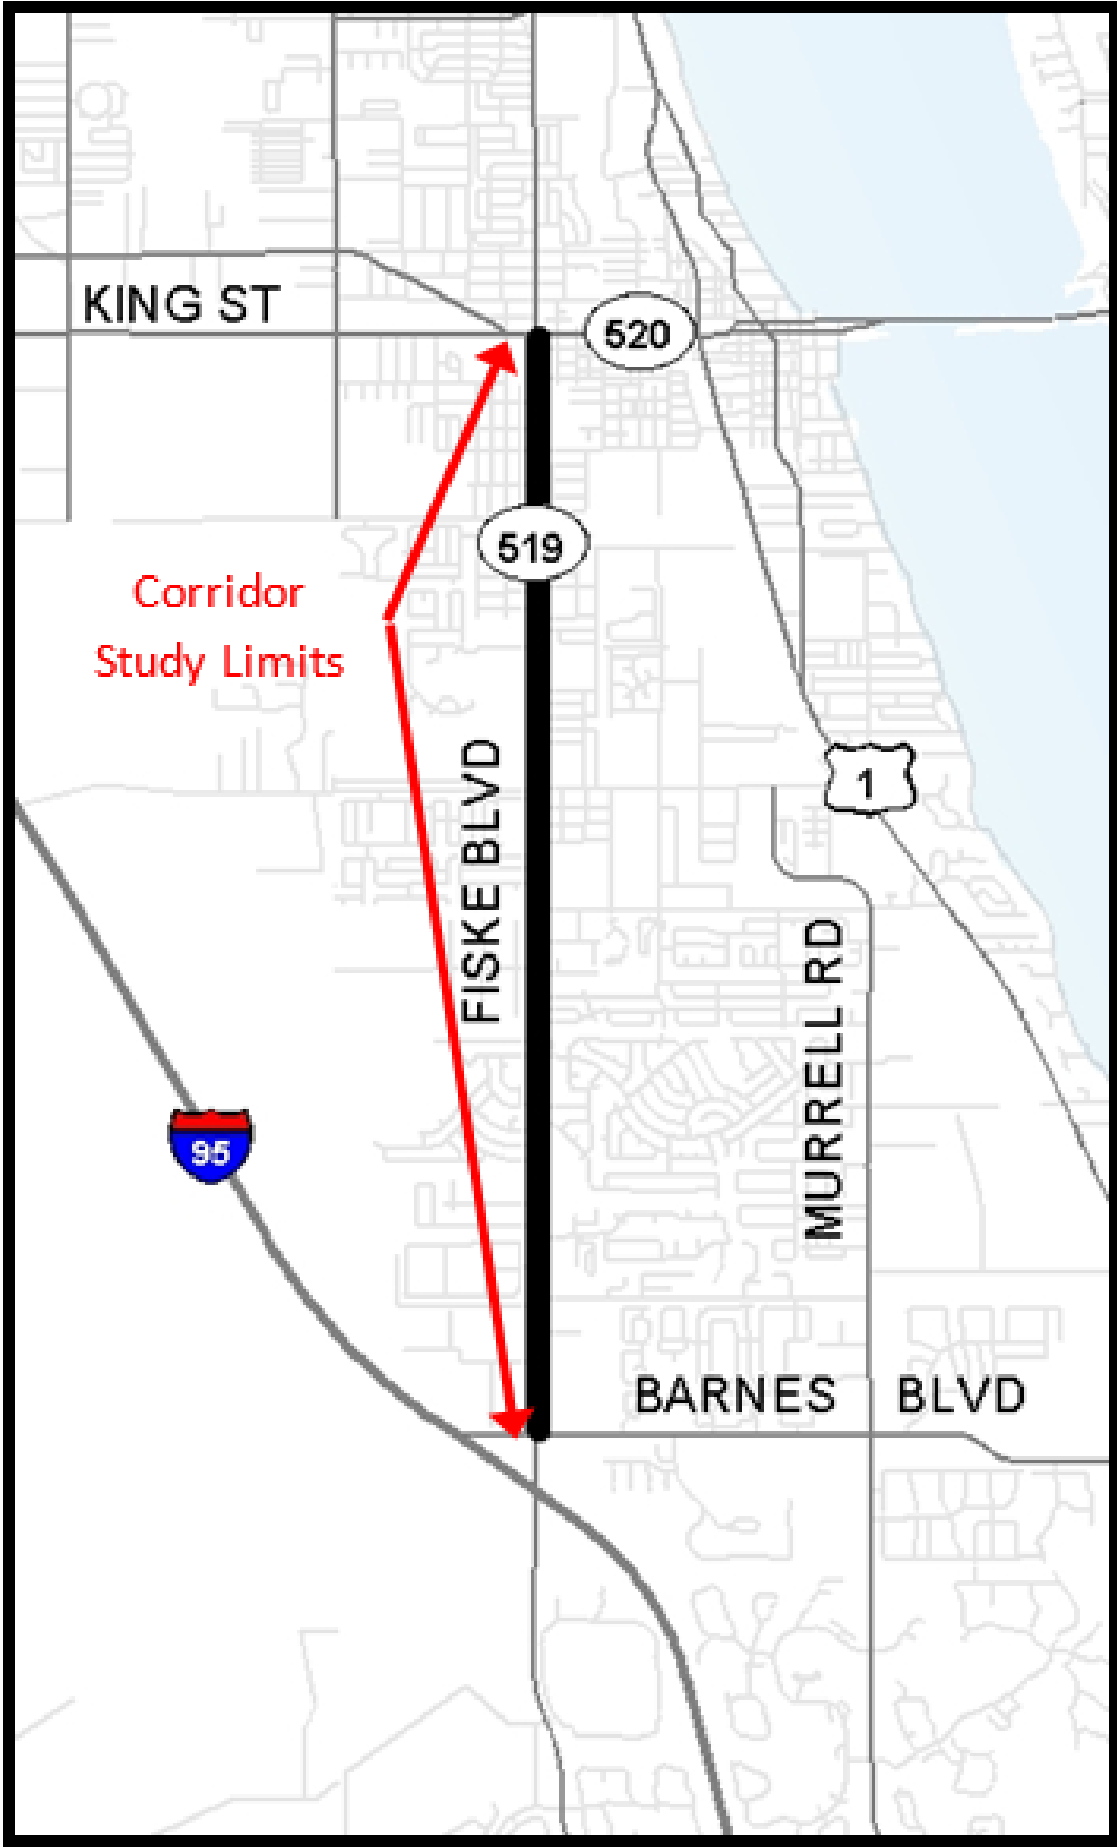 KING ST
520
519
Corridor
Study Limits
FISKE BLVD
1
MURRELL RD
95
BARNES BLVD